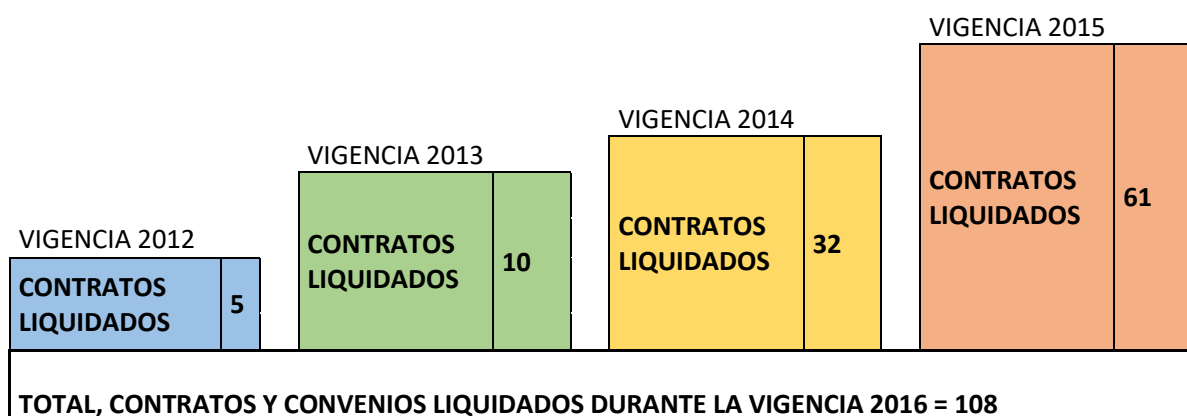 VIGENCIA 2012
CONTRATOS
LIQUIDADOS
5
VIGENCIA 2013
CONTRATOS
LIQUIDADOS
10
VIGENCIA 2014
CONTRATOS
LIQUIDADOS
32
VIGENCIA 2015
CONTRATOS
LIQUIDADOS
61
TOTAL, CONTRATOS Y CONVENIOS LIQUIDADOS DURANTE LA VIGENCIA 2016 = 108